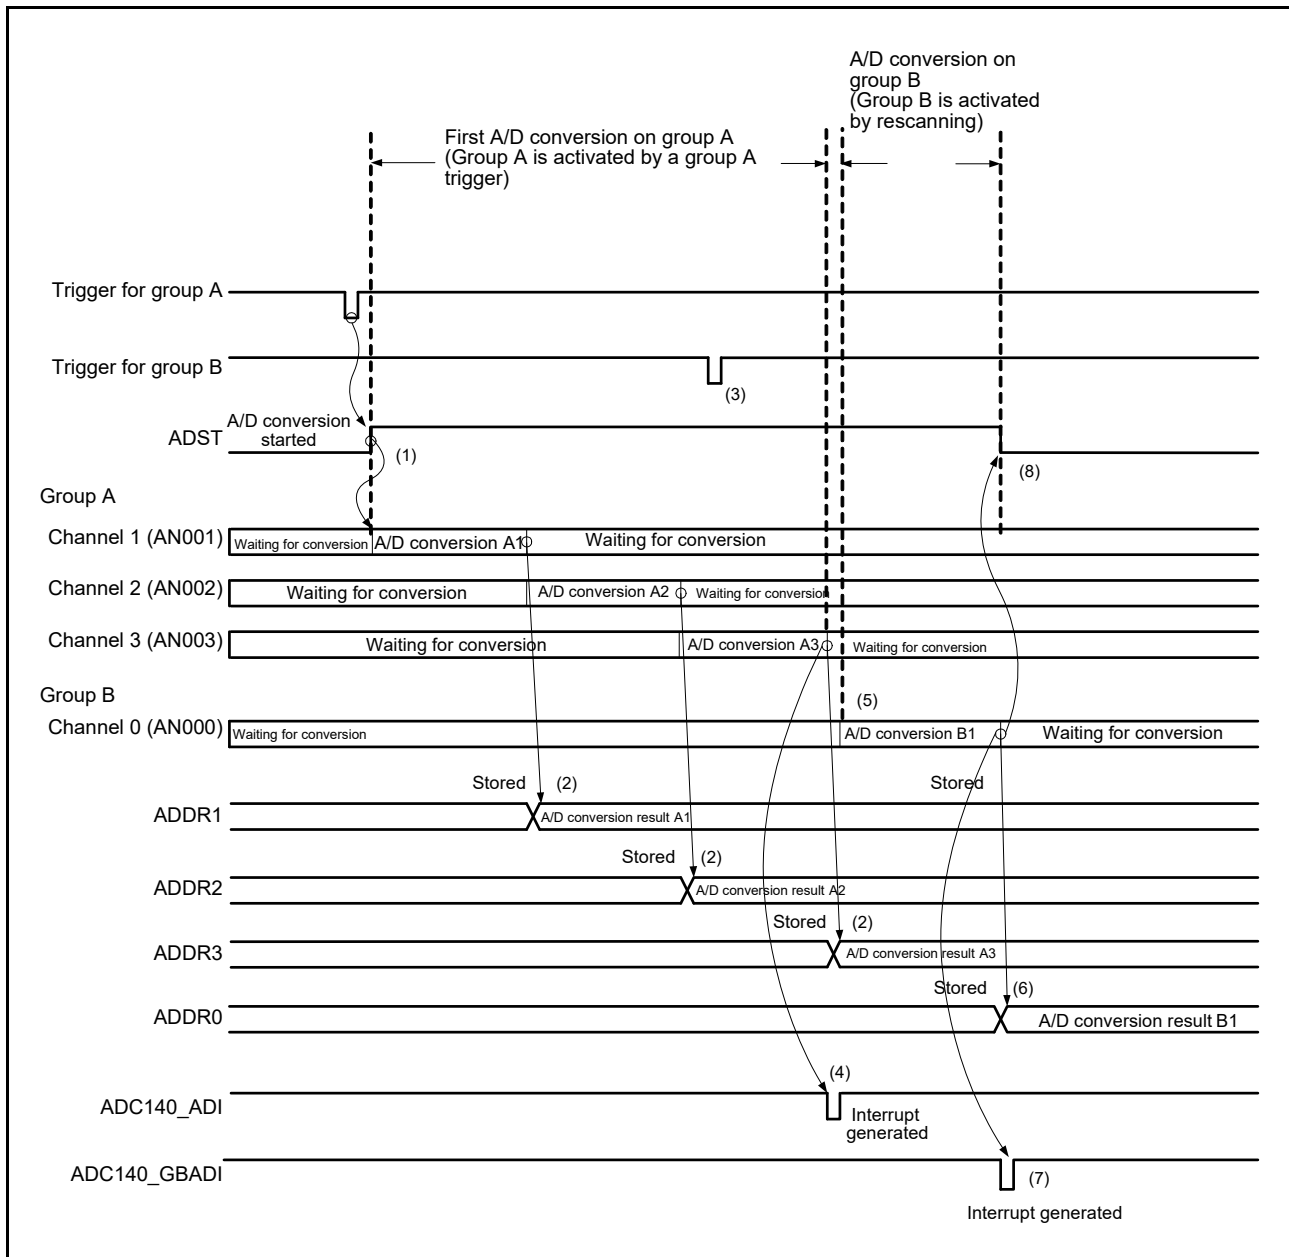 A/D conversion on
group B
(Group B is activated
by rescanning)
First A/D conversion on group A
(Group A is activated by a group A
trigger)
Trigger for group A
Trigger for group B
(3)
A/D conversion
started
ADST
(1)
(8)
Group A
Channel 1 (AN001)
Waiting for conversion
A/D conversion A1
Waiting for conversion
Channel 2 (AN002)
Waiting for conversion
A/D conversion A2
Waiting for conversion
Channel 3 (AN003)
Waiting for conversion
A/D conversion A3
Waiting for conversion
Group B
(5)
Channel 0 (AN000)
Waiting for conversion
A/D conversion B1
Waiting for conversion
Stored
(2)
Stored
ADDR1
A/D conversion result A1
Stored
(2)
ADDR2
A/D conversion result A2
Stored
(2)
ADDR3
A/D conversion result A3
Stored
(6)
ADDR0
A/D conversion result B1
(4)
ADC140_ADI
Interrupt
generated
ADC140_GBADI
(7)
Interrupt generated